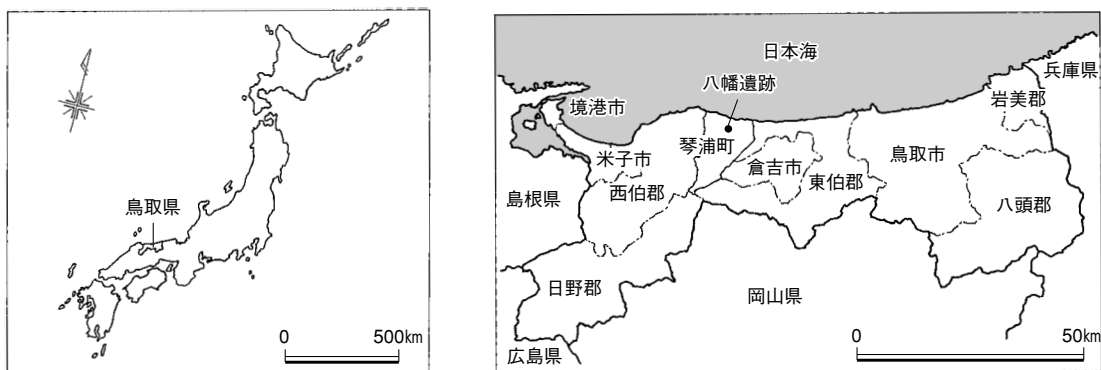 鳥取県
0
500km
日本海
兵庫県
八幡遺跡
岩美郡
境港市
米子市
琴浦町
倉吉市
鳥取市
東伯郡
西伯郡
島根県
八頭郡
日野郡
岡山県
広島県
0
50km